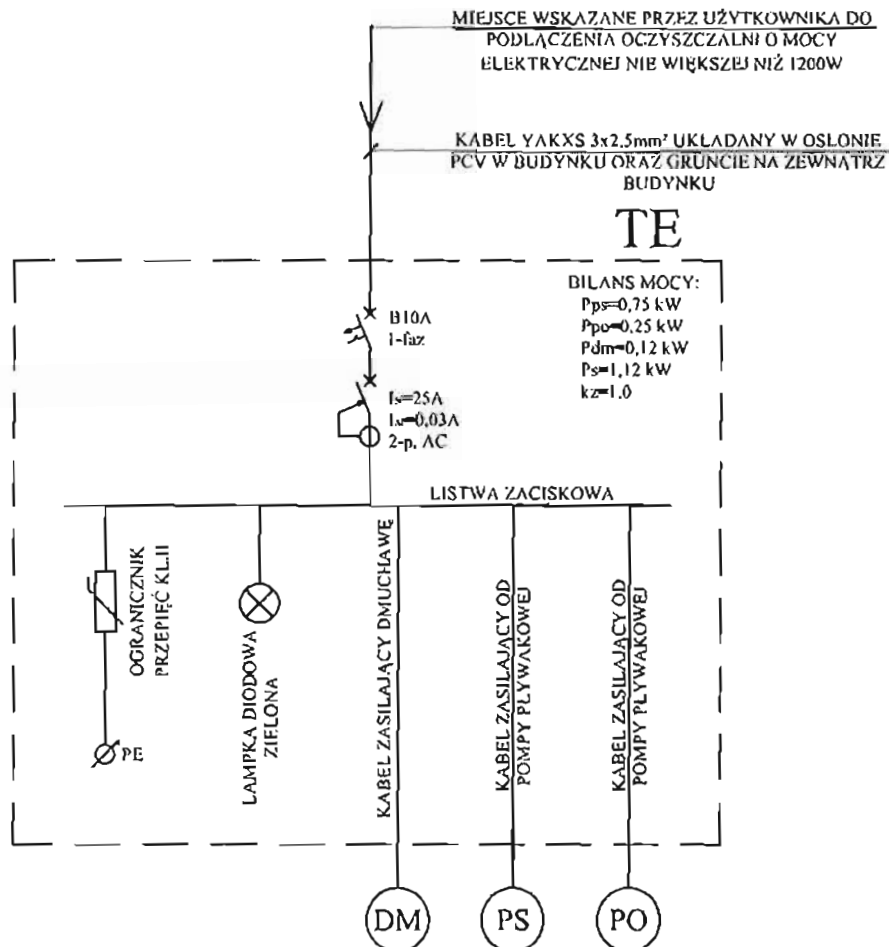 MIEJSCE WSKAZANE PRZEZ UŻYTKOWNIKA DO
PODŁĄCZENIA OCZYSZCZALNI O MOCY
ELEKTRYCZNEJ NIE WIĘKSZEJ NIŻ 1200W
KABEL YAKXS 3x2,5mm² UKŁADANY W OSŁONIE
PCV W BUDYNKU ORAZ GRUNCIE NA ZEWNĄTRZ
BUDYNKU
TE
BILANS MOCY:
Pps=0,75 kW
Ppo=0,25 kW
Pdm=0,12 kW
Ps=1,12 kW
kz=1.0
B10A
1-faz
Is=25A
=0,03A
2-p, AC
LISTWA ZACISKOWA
OGRANICZNIK
PRZEPIĘĆ KL.II
PE
LAMPKA DIODOWA
ZIELONA
KABEL ZASILAJĄCY DMUCHAWĘ
KABEL ZASILAJĄCY OD
POMPY PŁYWAKOWEJ
KABEL ZASILAJĄCY OD
POMPY PŁYWAKOWEJ
DM
PS
PO